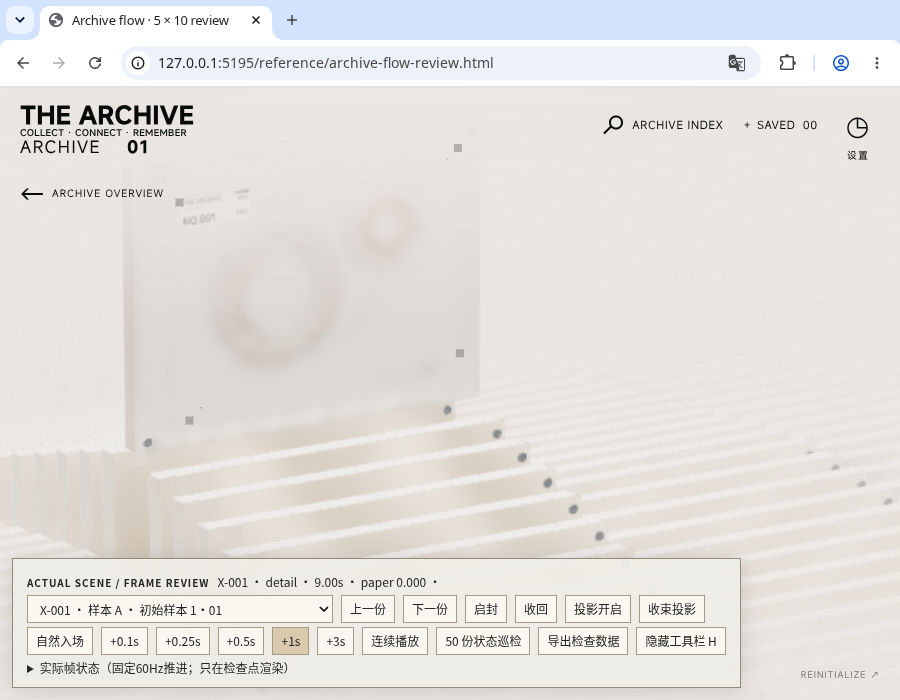 Archive flow · 5 × 10 review
127.0.0.1:5195/reference/archive-flow-review.html
THE ARCHIVE
COLLECT · CONNECT · REMEMBER
ARCHIVE 01
ARCHIVE INDEX
+ SAVED 00
设置
ARCHIVE OVERVIEW
NO.001
ACTUAL SCENE / FRAME REVIEW X-001 · detail · 9.00s · paper 0.000 ·
X-001 · 样本 A · 初始样本 1 · 01
上一份 下一份 启封 收回 投影开启 收束投影
自然入场 +0.1s +0.25s +0.5s +1s +3s 连续播放 50 份状态巡检 导出检查数据 隐藏工具栏 H
▶ 实际帧状态（固定60Hz推进；只在检查点渲染）
REINITIALIZE ↗